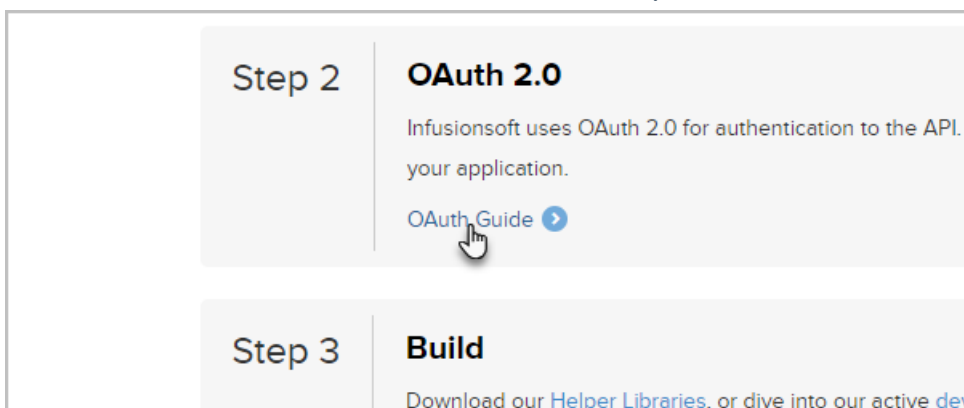 Step 2
OAuth 2.0
Infusionsoft uses OAuth 2.0 for authentication to the API.
your application.
OAuth Guide
Step 3
Build
Download our Helper Libraries, or dive into our active